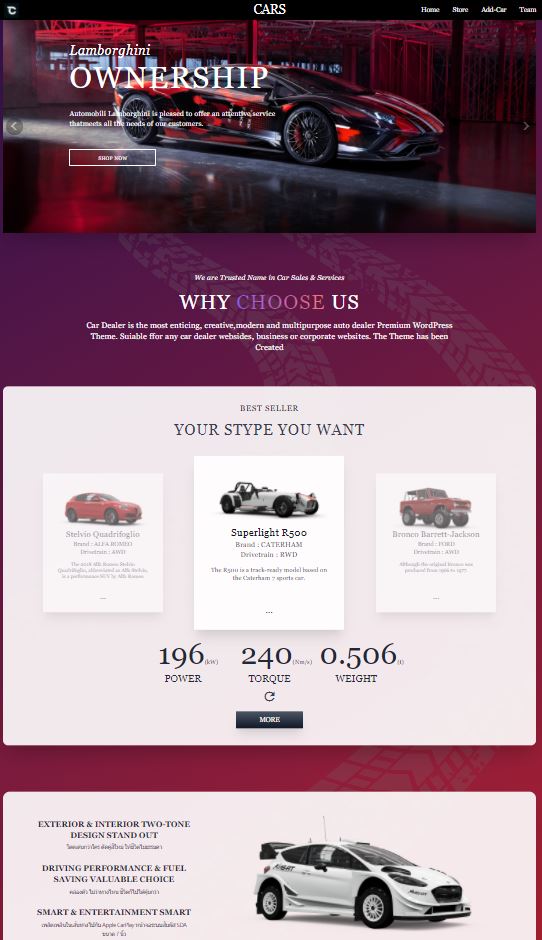 CARS
Home Store Add-Car Team
Lamborghini
OWNERSHIP
Automobili Lamborghini is pleased to offer an attentive service
thatmeets all the needs of our customers.
SHOP NOW
We are Trusted Name in Car Sales & Services
WHY CHOOSE US
Car Dealer is the most enticing, creative,modern and multipurpose auto dealer Premium WordPress
Theme. Suiable ffor any car dealer websides, business or corporate websites. The Theme has been
Created
BEST SELLER
YOUR STYPE YOU WANT
Stelvio Quadrifoglio
Brand : ALFA ROMEO
Drivetrain : AWD
The 2018 Alfa Romeo Stelvio
Quadrifoglio, abbreviated as Alfa Stelvio,
is a performance SUV by Alfa Romeo
...
Superlight R500
Brand : CATERHAM
Drivetrain : RWD
The R500 is a track-ready model based on
the Caterham 7 sports car.
...
Bronco Barrett-Jackson
Brand : FORD
Drivetrain : 4WD
Although the original Bronco was
produced from 1966 to 1977
...
196(kW) 240(Nm/s) 0.506(t)
POWER TORQUE WEIGHT
MORE
EXTERIOR & INTERIOR TWO-TONE
DESIGN STAND OUT
DRIVING PERFORMANCE & FUEL
SAVING VALUABLE CHOICE
SMART & ENTERTAINMENT SMART
Apple CarPlay